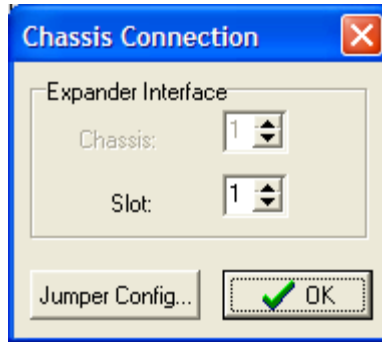 Chassis Connection
Expander Interface
Chassis: 1
Slot: 1
Jumper Config... OK